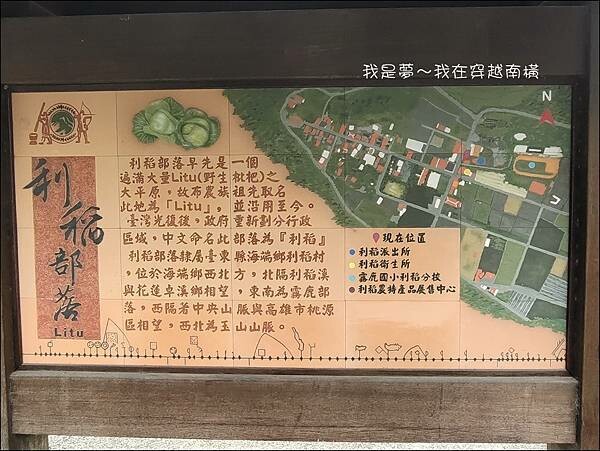 我是夢～我在穿越南橫
利稻部落
Litu
利稻部落早先是一個
遍滿大量Litu(野生枇杷)之
大平原，故布農族祖先取名
此地為「Litu」，並沿用至今。
臺灣光復後，政府重新劃分行政
區域，中文命名此部落為『利稻』
利稻部落隸屬臺東縣海端鄉利稻村
，位於海端鄉西北方，北隔利稻溪
與花蓮卓溪鄉相望，東南為霧鹿部
落，西隔著中央山脈與高雄市桃源
區相望，西北為玉山山脈。
N
現在位置
利稻派出所
利稻衛生所
霧鹿國小利稻分校
利稻農特產品展售中心